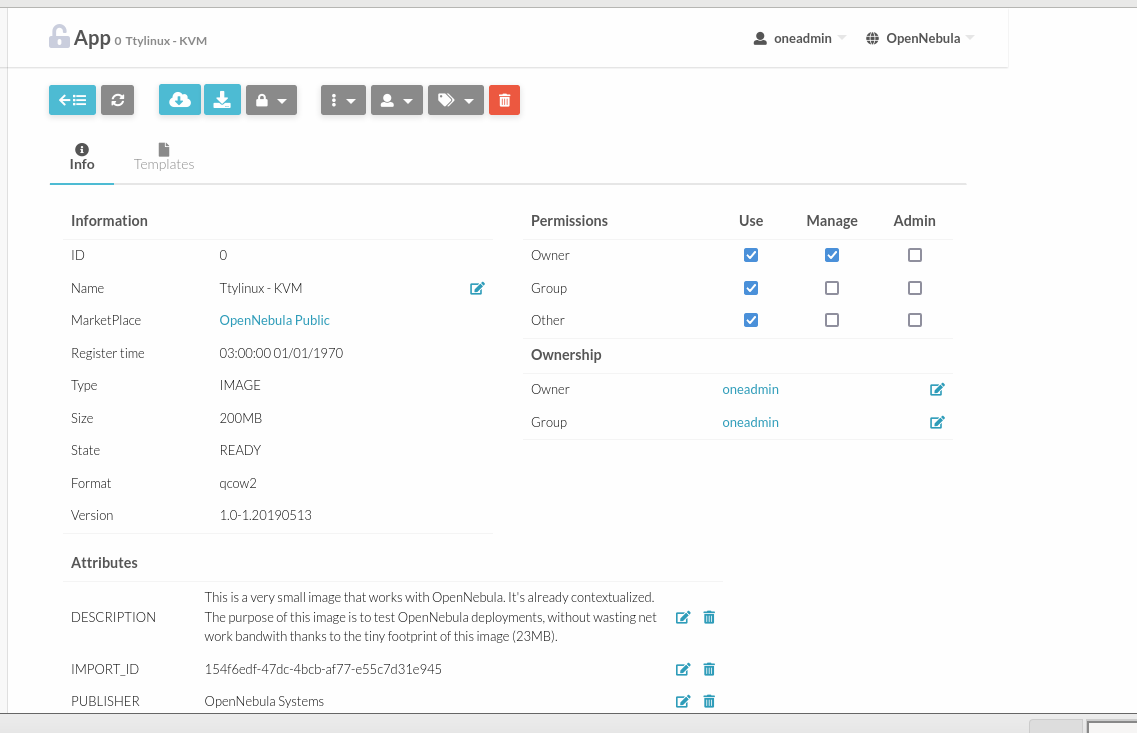 App 0 Ttylinux - KVM
oneadmin OpenNebula
Info Templates
Information
ID 0
Name Ttylinux - KVM
MarketPlace OpenNebula Public
Register time 03:00:00 01/01/1970
Type IMAGE
Size 200MB
State READY
Format qcow2
Version 1.0-1.20190513
Permissions Use Manage Admin
Owner
Group
Other
Ownership
Owner oneadmin
Group oneadmin
Attributes
DESCRIPTION This is a very small image that works with OpenNebula. It's already contextualized.
The purpose of this image is to test OpenNebula deployments, without wasting net
work bandwith thanks to the tiny footprint of this image (23MB).
IMPORT_ID 154f6edf-47dc-4bcb-af77-e55c7d31e945
PUBLISHER OpenNebula Systems